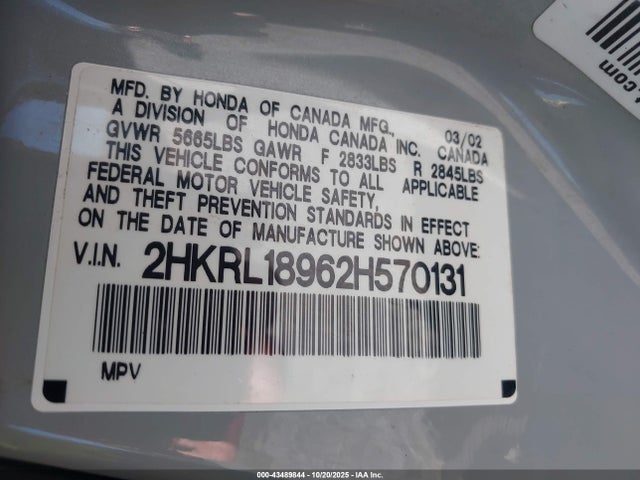 MFD. BY HONDA OF CANADA MFG., 03/02
A DIVISION OF HONDA CANADA INC. CANADA
GVWR 5665LBS GAWR F 2833LBS R 2845LBS
THIS VEHICLE CONFORMS TO ALL APPLICABLE
FEDERAL MOTOR VEHICLE SAFETY,
AND THEFT PREVENTION STANDARDS IN EFFECT
ON THE DATE OF MANUFACTURE SHOWN ABOVE:
V.I.N. 2HKRL18962H570131
MPV
.com
000-43489844 - 10/20/2025 - IAA Inc.